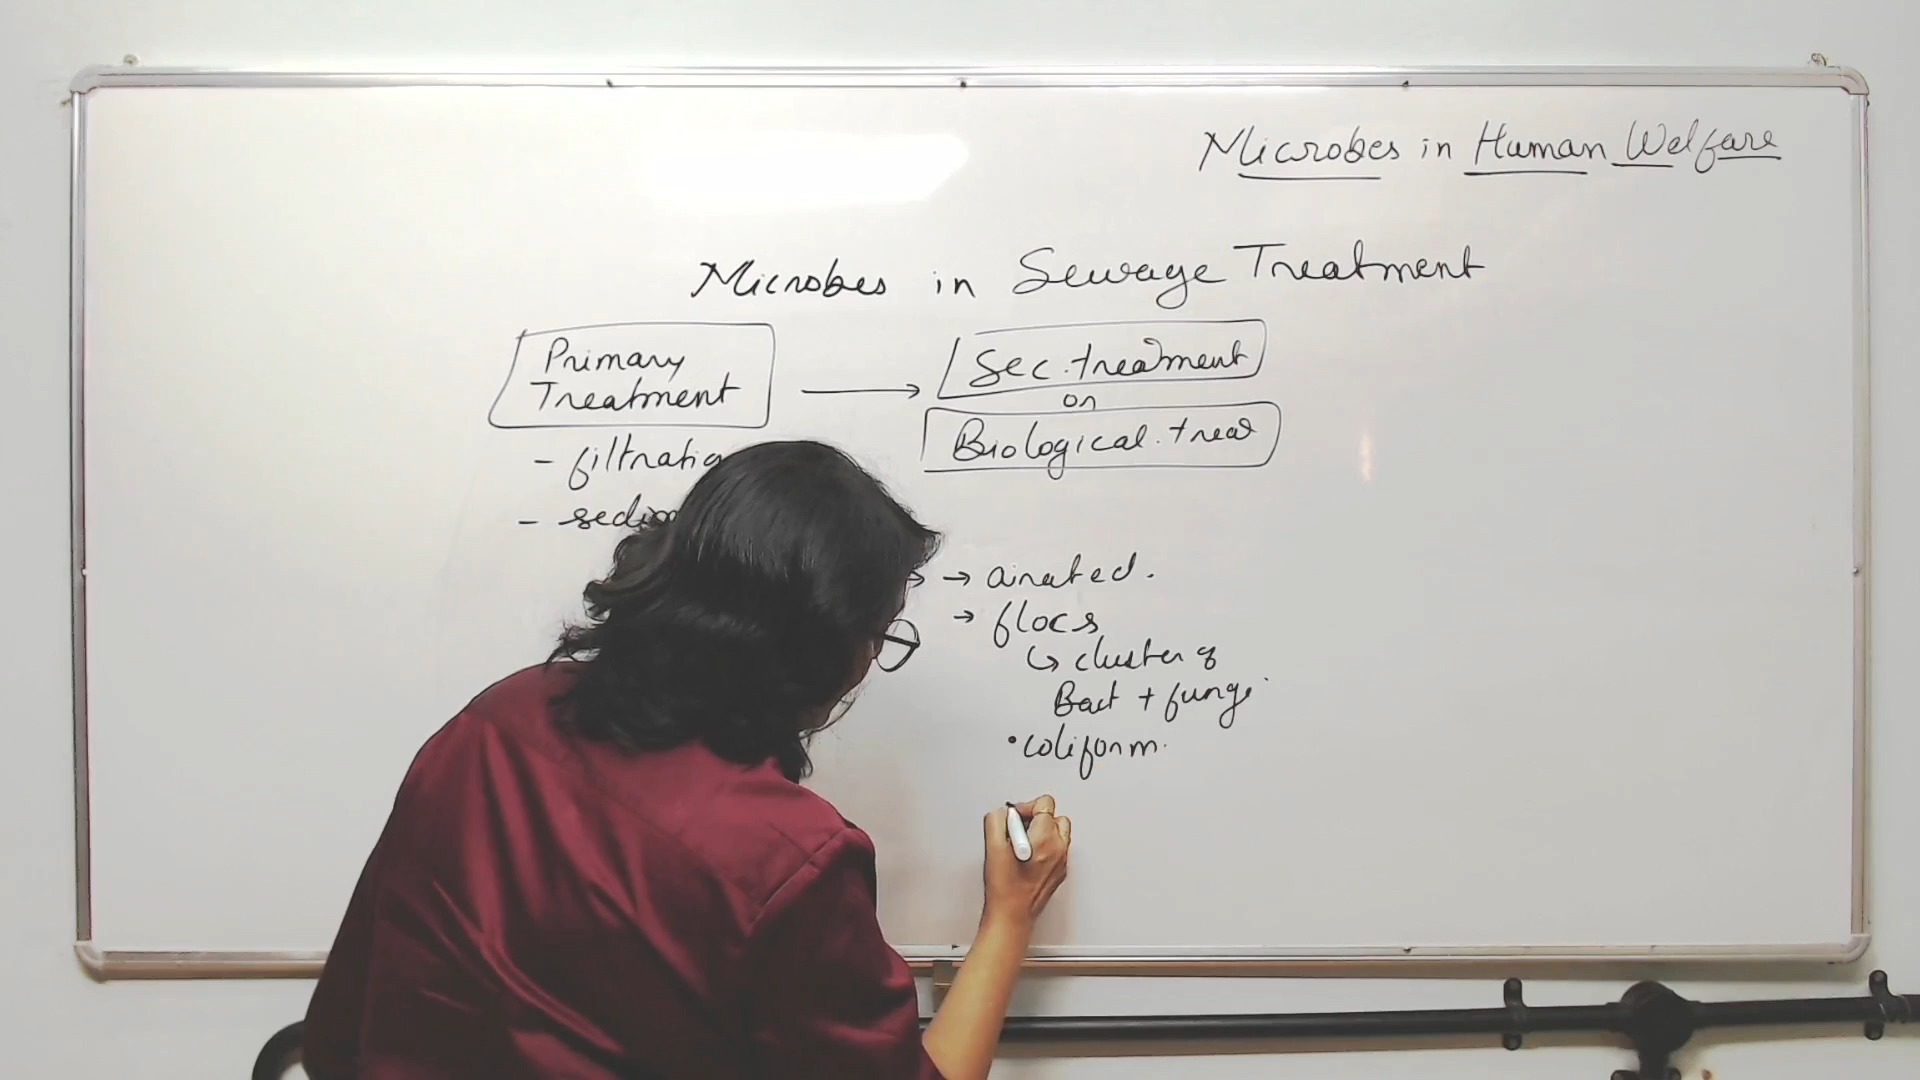 Microbes in Human Welfare
Microbes in Sewage Treatment
Primary
Treatment
→ Sec. treatment
or
Biological. treat
- filtratio
- sedim
→ airated.
→ flocs
↳ cluster of
Bact + fungi
• coliform.